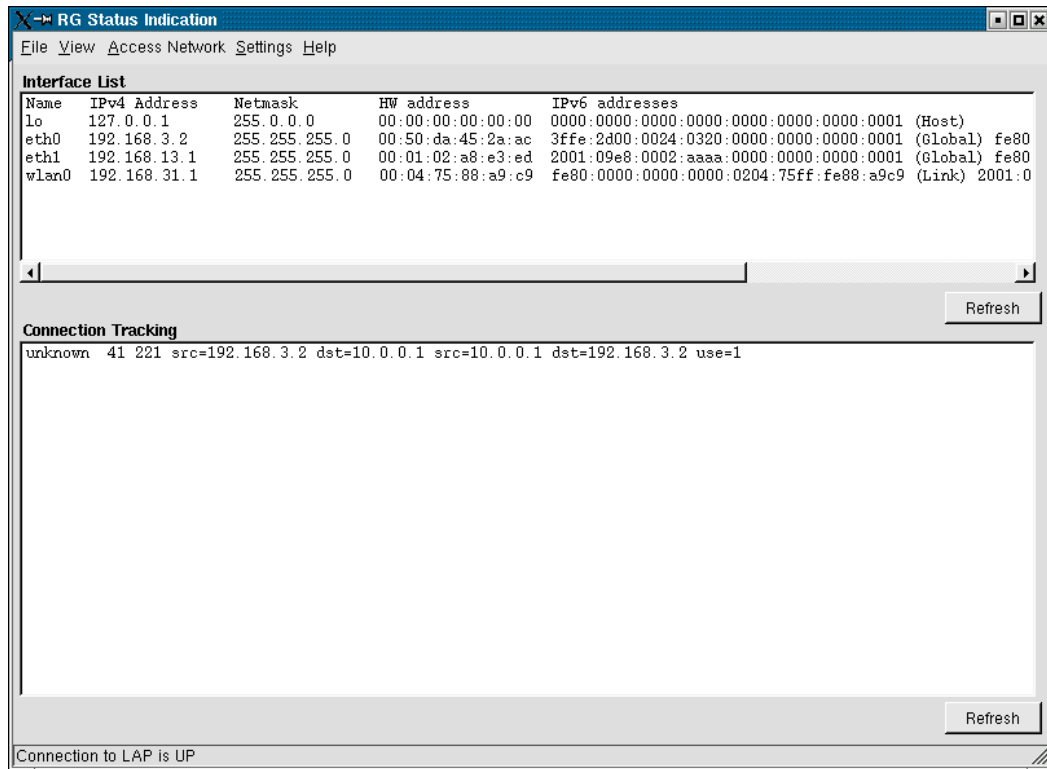 RG Status Indication
File View Access Network Settings Help
Interface List
Name IPv4 Address Netmask HW address IPv6 addresses
lo 127.0.0.1 255.0.0.0 00:00:00:00:00:00 0000:0000:0000:0000:0000:0000:0000:0001 (Host)
eth0 192.168.3.2 255.255.255.0 00:50:da:45:2a:ac 3ffe:2d00:0024:0320:0000:0000:0000:0001 (Global) fe80
eth1 192.168.13.1 255.255.255.0 00:01:02:a8:e3:ed 2001:09e8:0002:aaaa:0000:0000:0000:0001 (Global) fe80
wlan0 192.168.31.1 255.255.255.0 00:04:75:88:a9:c9 fe80:0000:0000:0000:0204:75ff:fe88:a9c9 (Link) 2001:0
Refresh
Connection Tracking
unknown 41 221 src=192.168.3.2 dst=10.0.0.1 src=10.0.0.1 dst=192.168.3.2 use=1
Refresh
Connection to LAP is UP